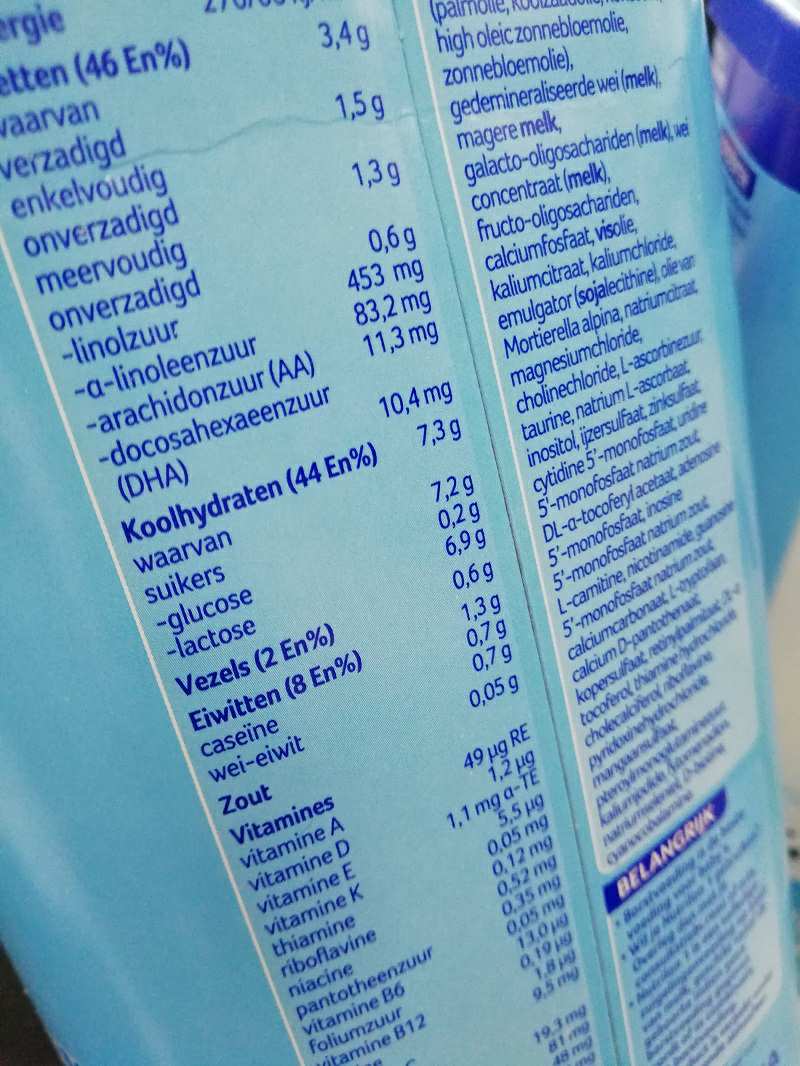 etten (46 En%) 3,4 g
waarvan
verzadigd 1,5 g
enkelvoudig
onverzadigd 1,3 g
meervoudig
onverzadigd 0,6 g
-linolzuur 453 mg
-α-linoleenzuur 83,2 mg
-arachidonzuur (AA) 11,3 mg
-docosahexaeenzuur
(DHA) 10,4 mg
Koolhydraten (44 En%) 7,3 g
waarvan
suikers 7,2 g
-glucose 0,2 g
-lactose 6,9 g
Vezels (2 En%) 0,6 g
Eiwitten (8 En%) 1,3 g
caseine 0,7 g
wei-eiwit 0,7 g
Zout 0,05 g
Vitamines
vitamine A 49 µg RE
vitamine D 1,2 µg
vitamine E 1,1 mg α-TE
vitamine K 5,5 µg
thiamine 0,05 mg
riboflavine 0,12 mg
niacine 0,52 mg
pantotheenzuur 0,35 mg
vitamine B6 0,05 mg
foliumzuur 13,0 µg
vitamine B12 0,19 µg
1,8 µg
9,5 mg
19,3 mg
81 mg
48 mg
high oleic zonnebloemolie,
zonnebloemolie),
gedemineraliseerde wei (melk),
magere melk,
galacto-oligosachariden (melk), wei
concentraat (melk),
fructo-oligosachariden,
calciumfosfaat, visolie,
kaliumcitraat, kaliumchloride,
emulgator (sojalecithine), olie van
Mortierella alpina, natriumcitraat,
magnesiumchloride,
cholinechloride, L-ascorbinezuur,
taurine, natrium L-ascorbaat,
inositol, ijzersulfaat, zinksulfaat,
cytidine 5'-monofosfaat, uridine
5'-monofosfaat natrium zout,
DL-α-tocoferyl acetaat, adenosine
5'-monofosfaat, inosine
5'-monofosfaat natrium zout,
L-carnitine, nicotinamide, guanosine
5'-monofosfaat natrium zout,
calciumcarbonaat, L-tryptofaan,
calcium D-pantothenaat,
kopersulfaat, retinylpalmitaat, DL-α
tocoferol, thiamine hydrochloride,
cholecalciferol, riboflavine,
pyridoxinehydrochloride,
mangaansulfaat,
pteroylmonoglutaminezuur,
kaliumjodide,
cyanocobalamine
BELANGRIJK